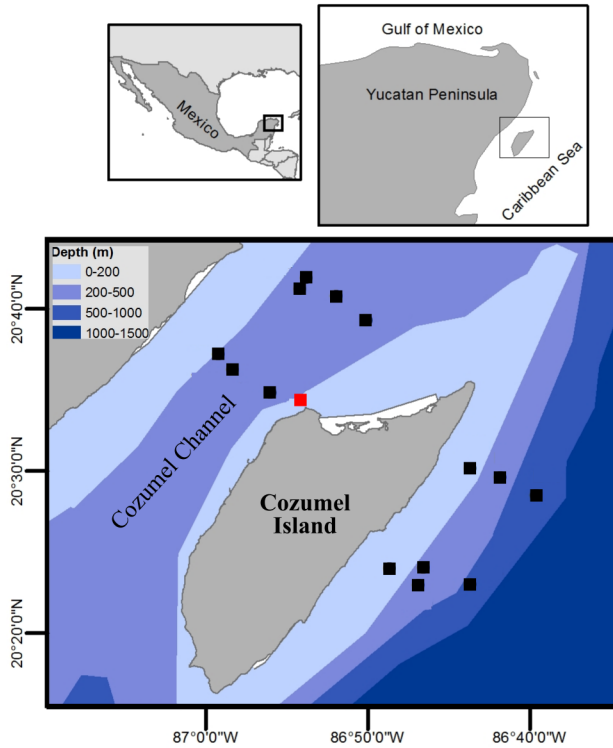 Mexico
Gulf of Mexico
Yucatan Peninsula
Caribbean Sea
Depth (m)
0-200
200-500
500-1000
1000-1500
20°40'0"N
20°30'0"N
20°20'0"N
Cozumel Channel
Cozumel
Island
87°0'0"W
86°50'0"W
86°40'0"W